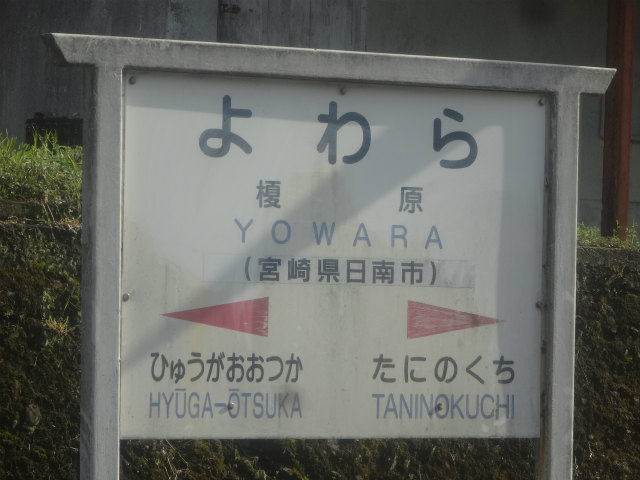 よわら
榎原
YOWARA
(宮崎県日南市)
ひゅうがおおつか たにのくち
HYŪGA-ŌTSUKA TANINOKUCHI